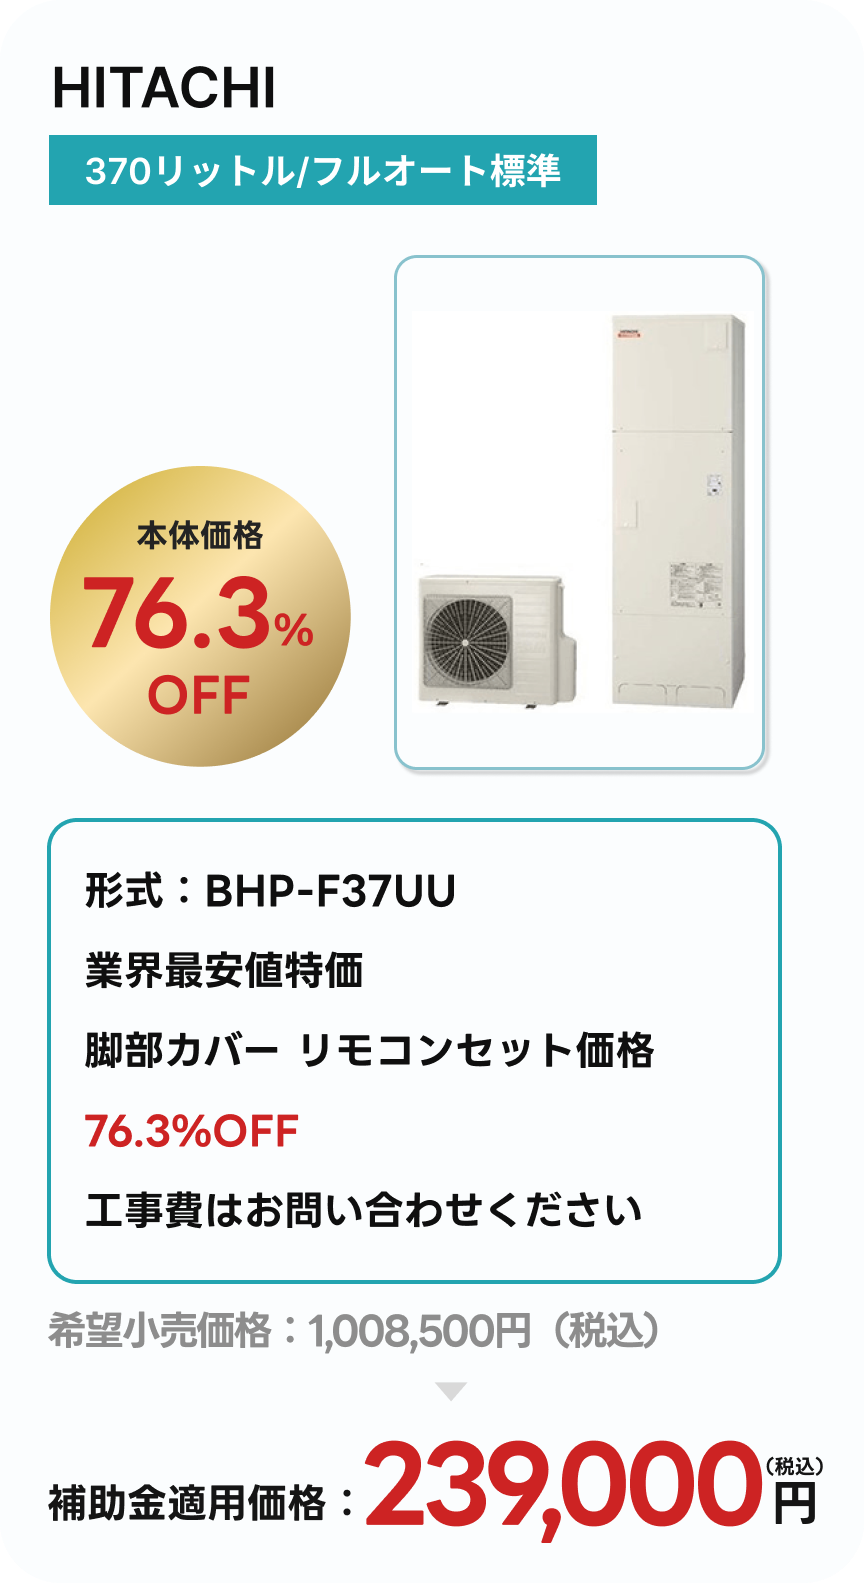 HITACHI
370リットル/フルオート標準
HITACHI
本体価格
76.3%
OFF
形式：BHP-F37UU
業界最安値特価
脚部カバー リモコンセット価格
76.3%OFF
工事費はお問い合わせください
希望小売価格：1,008,500円（税込）
補助金適用価格：239,000円（税込）